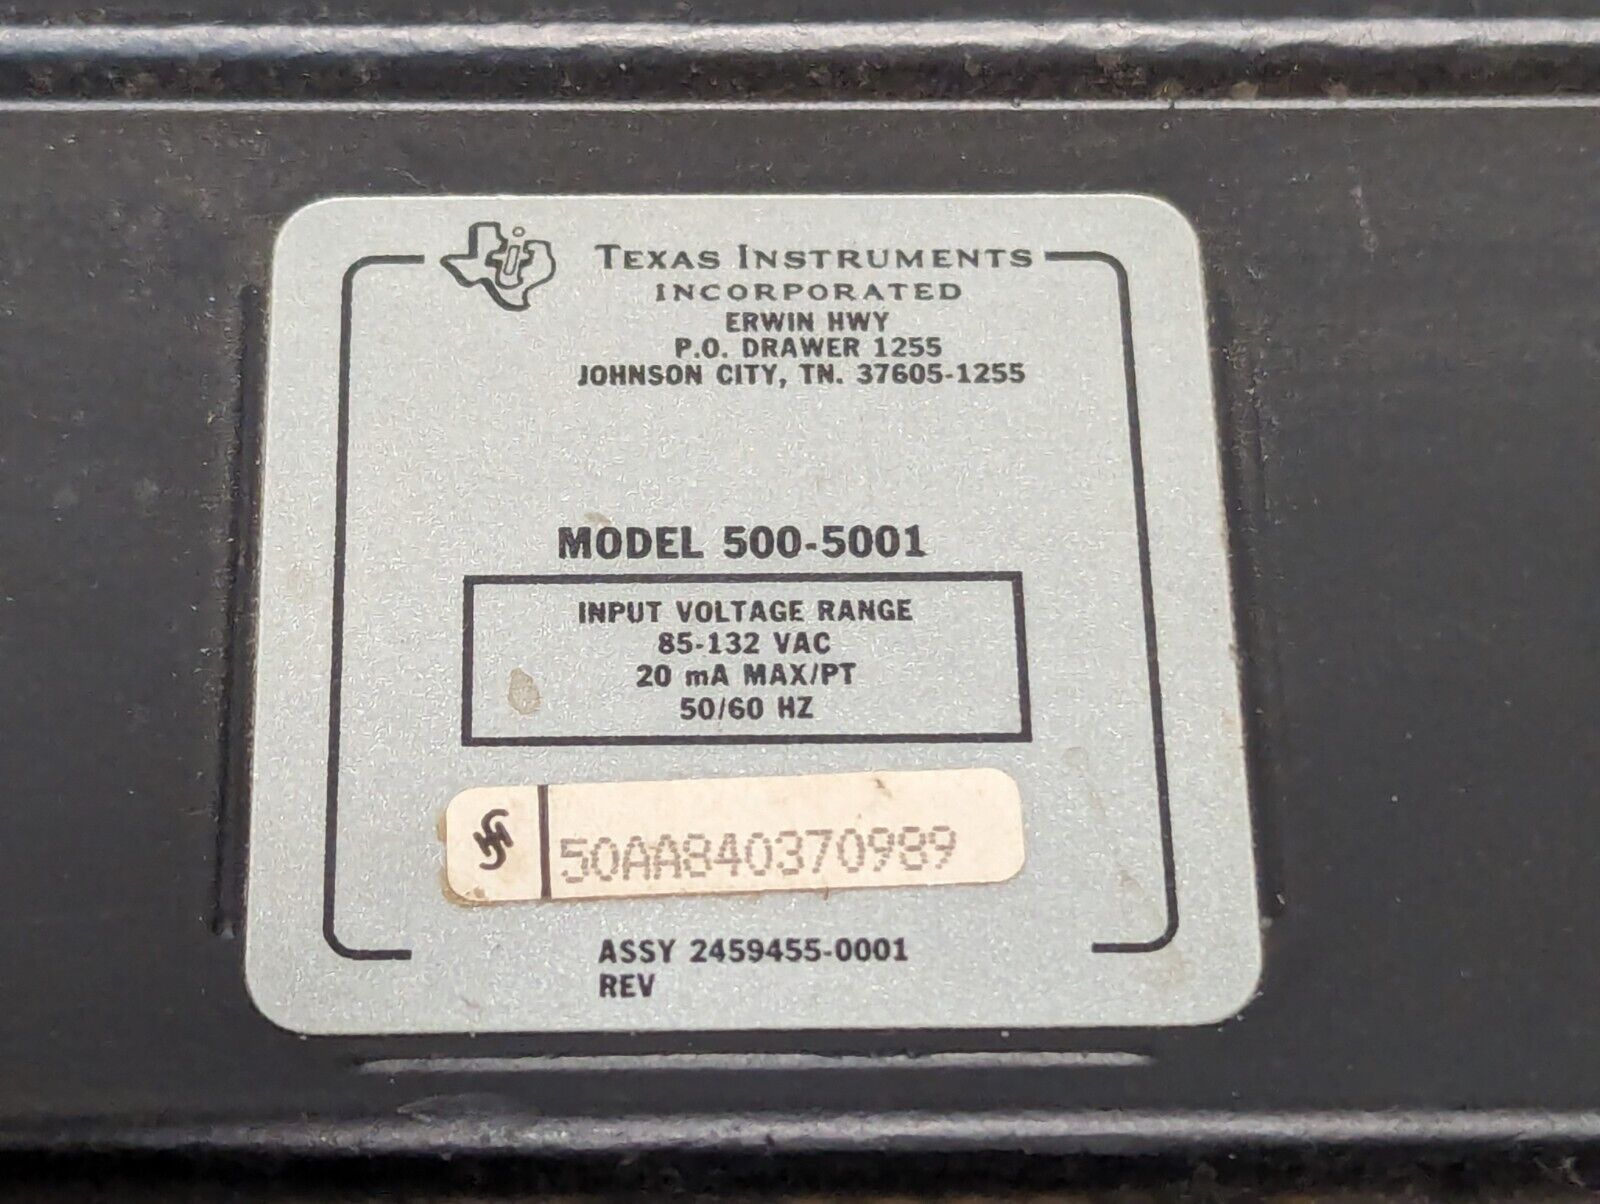 TEXAS INSTRUMENTS
INCORPORATED
ERWIN HWY
P.O. DRAWER 1255
JOHNSON CITY, TN. 37605-1255
MODEL 500-5001
INPUT VOLTAGE RANGE
85-132 VAC
20 mA MAX/PT
50/60 HZ
50AA840370989
ASSY 2459455-0001
REV